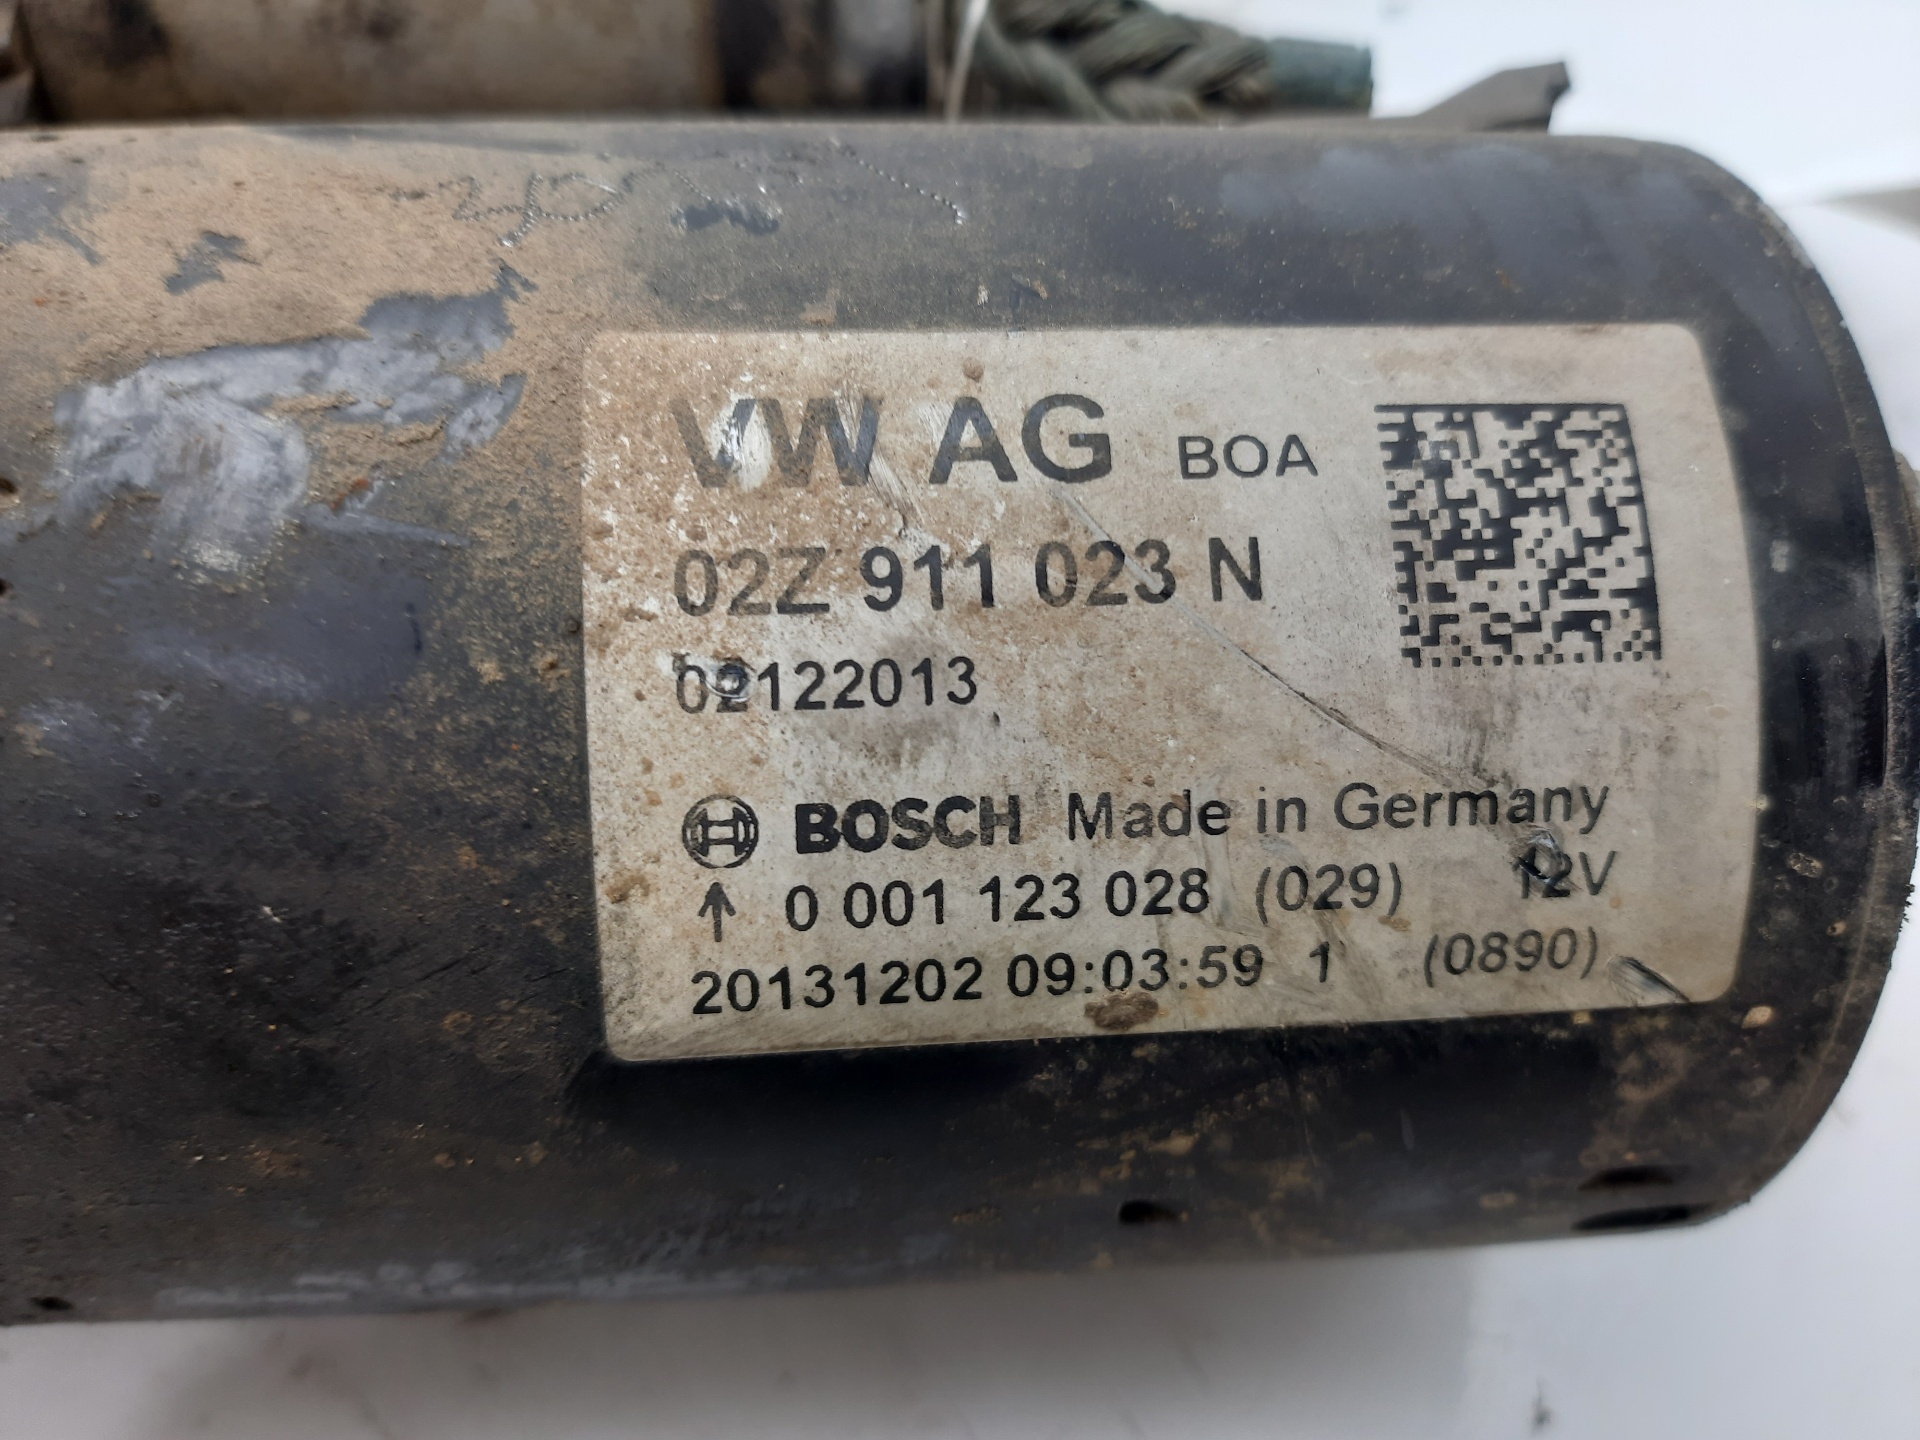 VW AG BOA
02Z 911 023 N
02122013
BOSCH Made in Germany
↑ 0 001 123 028 (029) 12V
20131202 09:03:59 1 (0890)